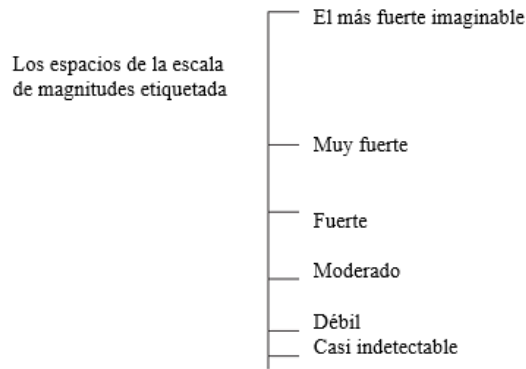 El más fuerte imaginable
Los espacios de la escala
de magnitudes etiquetada
Muy fuerte
Fuerte
Moderado
Débil
Casi indetectable